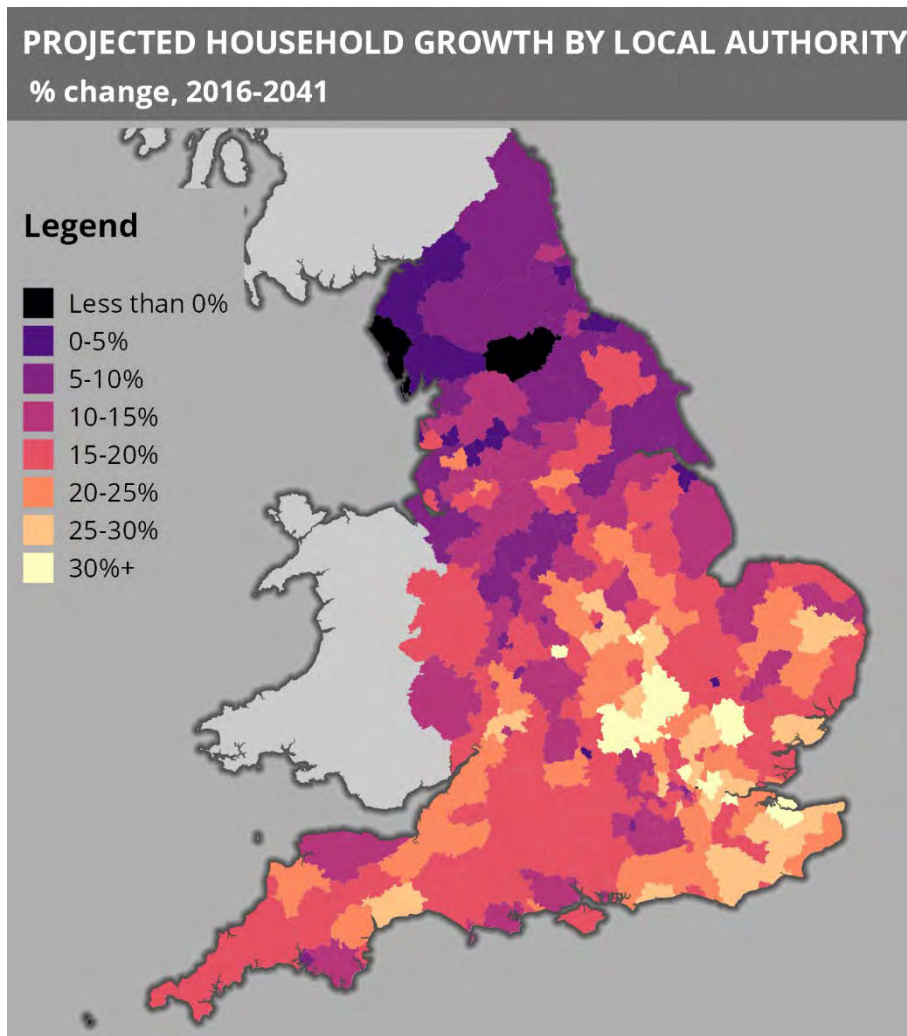 PROJECTED HOUSEHOLD GROWTH BY LOCAL AUTHORITY
% change, 2016-2041
Legend
Less than 0%
0-5%
5-10%
10-15%
15-20%
20-25%
25-30%
30%+